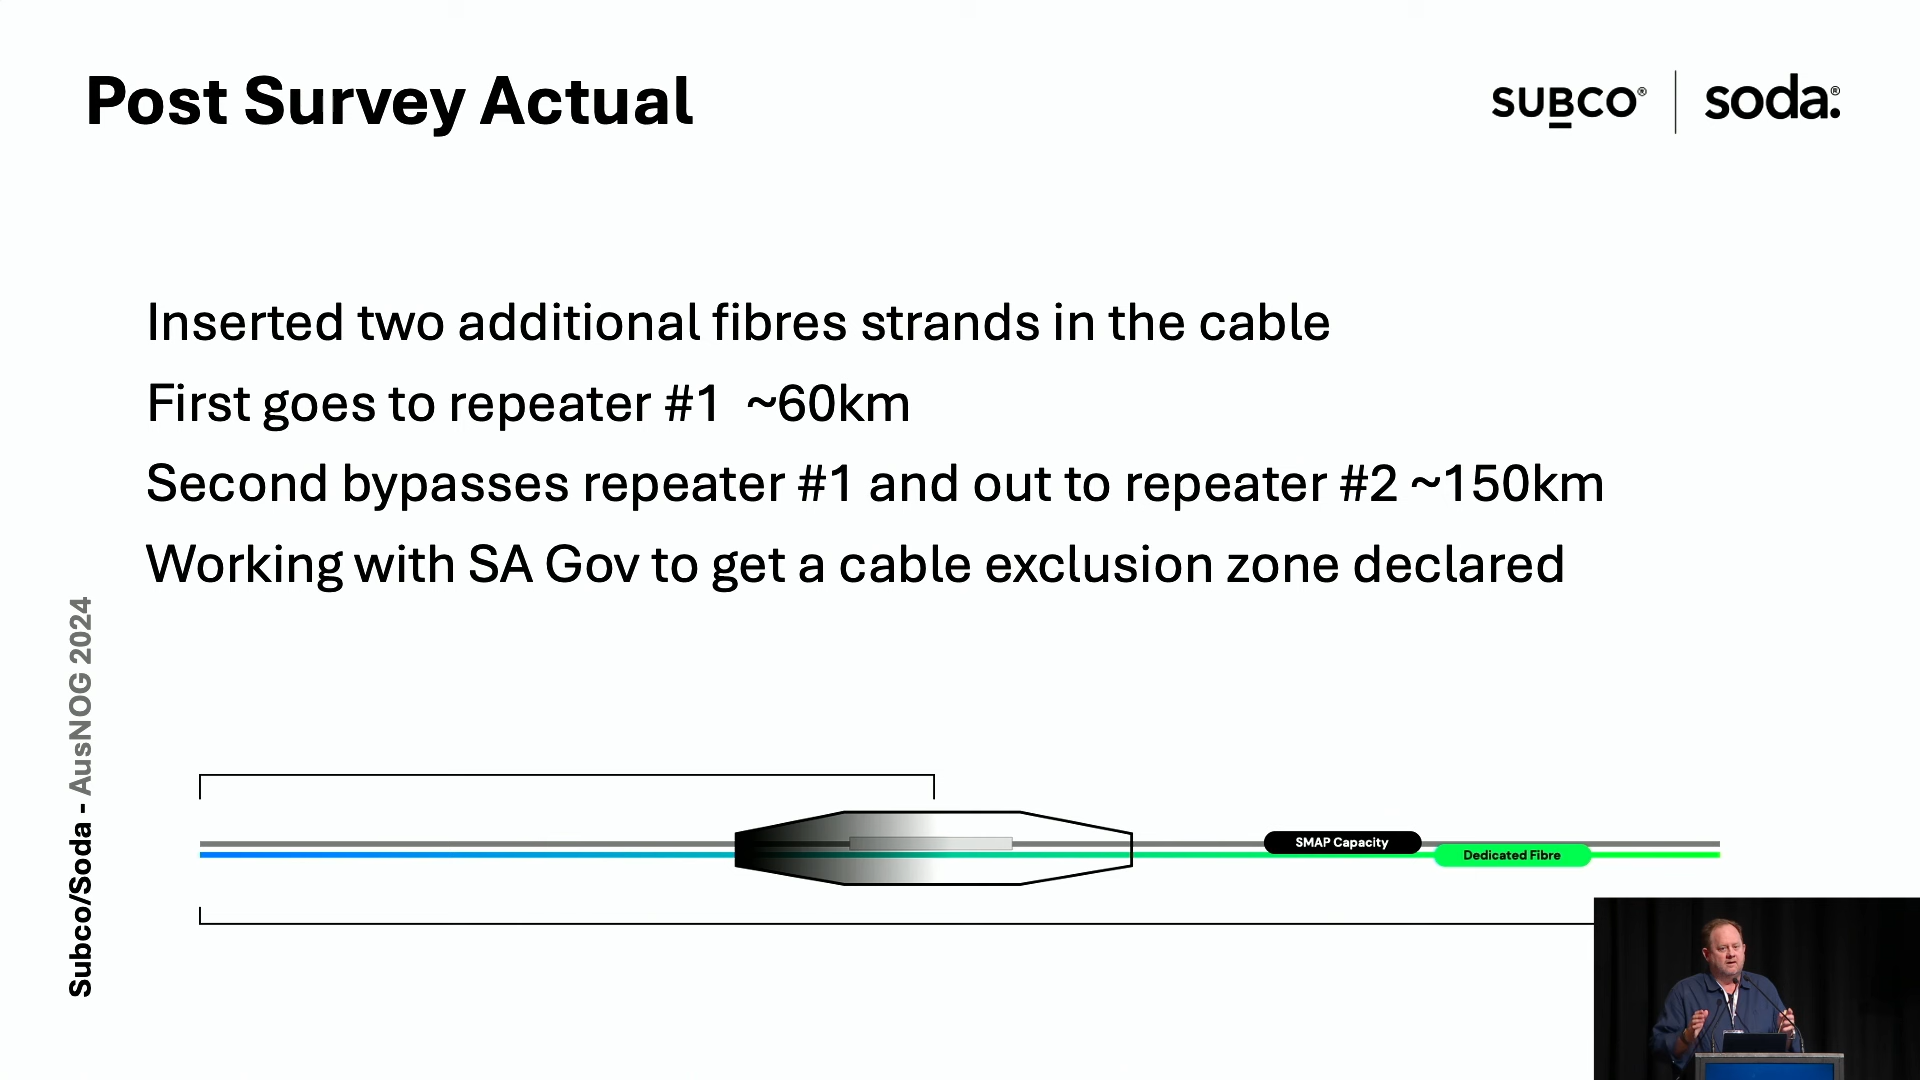 Post Survey Actual
SUBCO® | soda.®
Inserted two additional fibres strands in the cable
First goes to repeater #1 ~60km
Second bypasses repeater #1 and out to repeater #2 ~150km
Working with SA Gov to get a cable exclusion zone declared
Subco/Soda - AusNOG 2024
SMAP Capacity
Dedicated Fibre